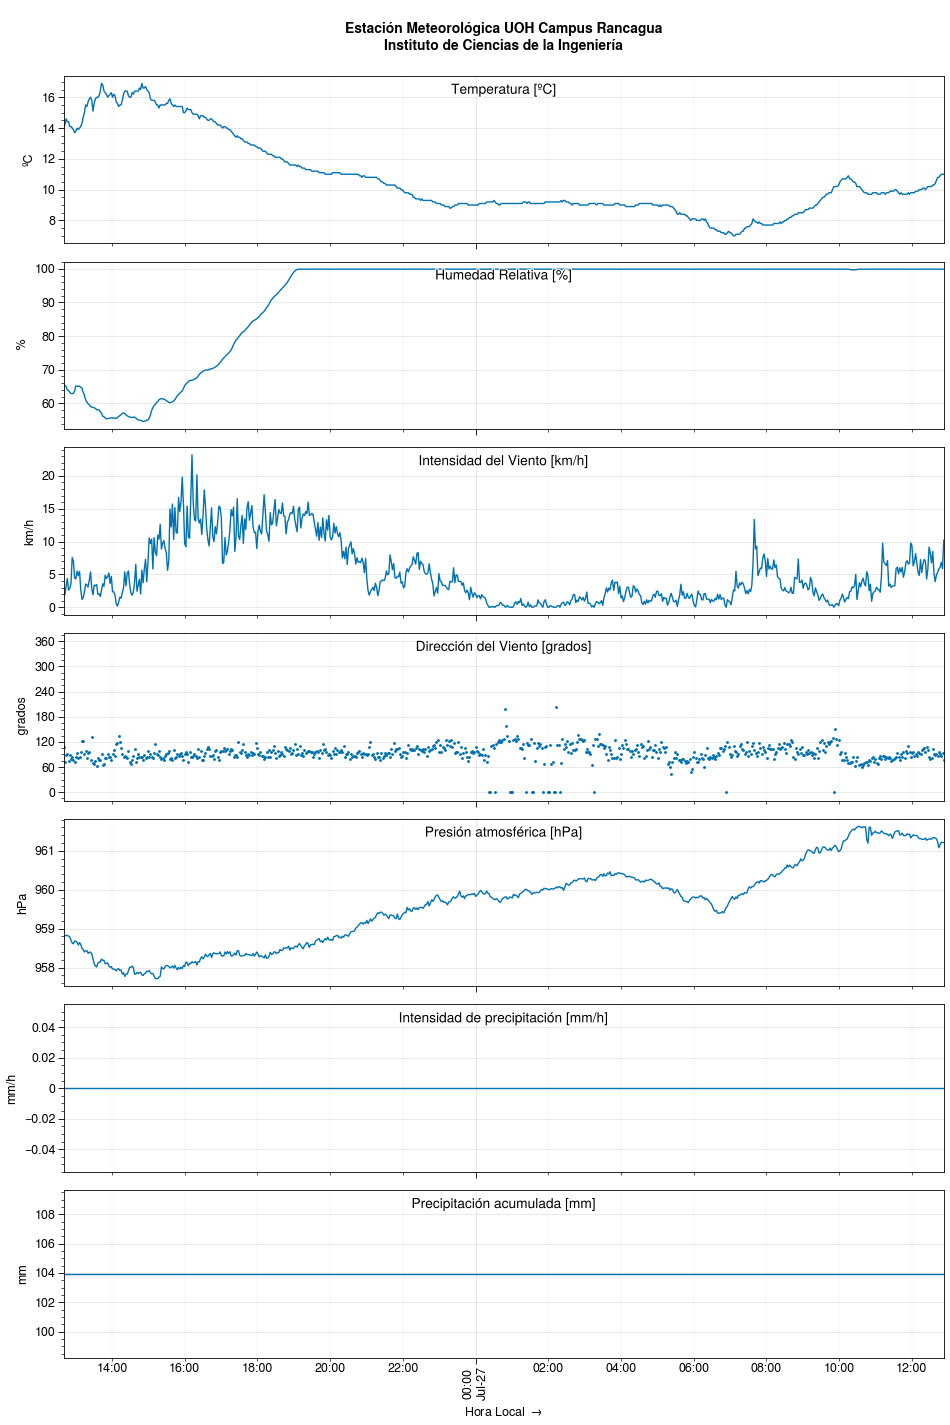 Estación Meteorológica UOH Campus Rancagua
Instituto de Ciencias de la Ingeniería
Temperatura [ºC]
16
14
12
10
8
ºC
Humedad Relativa [%]
100
90
80
70
60
%
Intensidad del Viento [km/h]
20
15
10
5
0
km/h
Dirección del Viento [grados]
360
300
240
180
120
60
0
grados
Presión atmosférica [hPa]
961
960
959
958
hPa
Intensidad de precipitación [mm/h]
0.04
0.02
0
−0.02
−0.04
mm/h
Precipitación acumulada [mm]
108
106
104
102
100
mm
14:00 16:00 18:00 20:00 22:00 00:00 02:00 04:00 06:00 08:00 10:00 12:00
Jul-27
Hora Local →